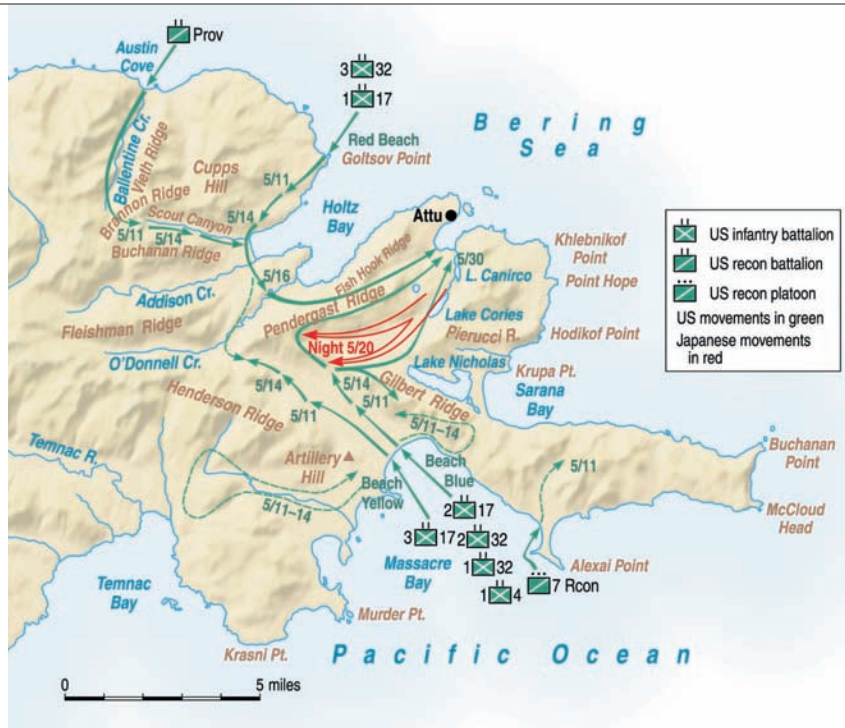 Prov
Austin
Cove
3 32
1 17
Bering
Sea
Red Beach
Goltsov Point
Ballentine Cr.
Vieth Ridge
Cupps
Hill
5/11
5/14
Holtz
Bay
Attu
Brannon Ridge
Scout Canyon
5/11
5/14
Buchanan Ridge
5/16
Fish Hook Ridge
5/30
L. Canirco
Khlebnikof
Point
Point Hope
Addison Cr.
Pendergast Ridge
Lake Cories
Fleishman Ridge
Pierucci R.
Hodikof Point
Night 5/20
O'Donnell Cr.
Lake Nicholas
Krupa Pt.
5/14
5/14
Gilbert Ridge
Sarana
Bay
5/11
Henderson Ridge
5/11
5/11–14
Temnac R.
Artillery
Hill
Beach
Blue
5/11
Buchanan
Point
Beach
Yellow
5/11–14
2 17
McCloud
Head
3 17
2 32
Massacre
Bay
1 32
Alexai Point
7 Rcon
1 4
Temnac
Bay
Murder Pt.
Krasni Pt.
Pacific Ocean
0 5 miles
US infantry battalion
US recon battalion
US recon platoon
US movements in green
Japanese movements
in red